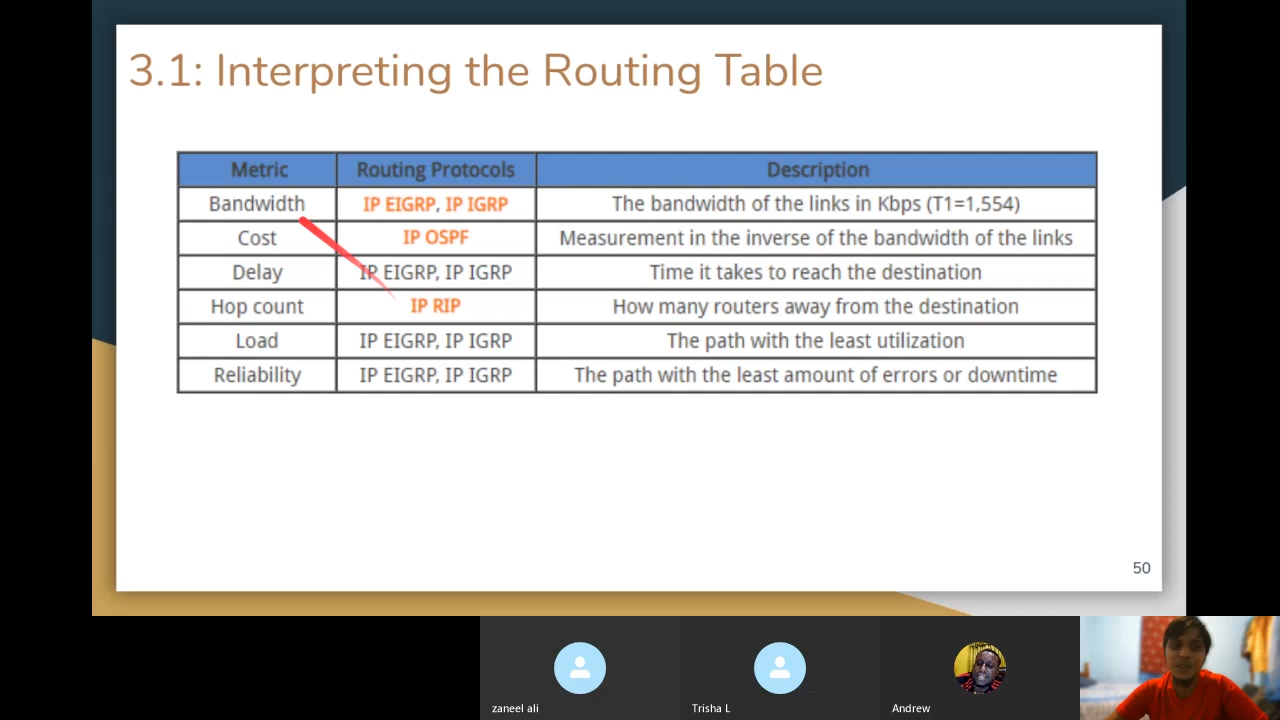 3.1: Interpreting the Routing Table
Metric Routing Protocols Description
Bandwidth IP EIGRP, IP IGRP The bandwidth of the links in Kbps (T1=1,554)
Cost IP OSPF Measurement in the inverse of the bandwidth of the links
Delay IP EIGRP, IP IGRP Time it takes to reach the destination
Hop count IP RIP How many routers away from the destination
Load IP EIGRP, IP IGRP The path with the least utilization
Reliability IP EIGRP, IP IGRP The path with the least amount of errors or downtime
50
zaneel ali Trisha L Andrew